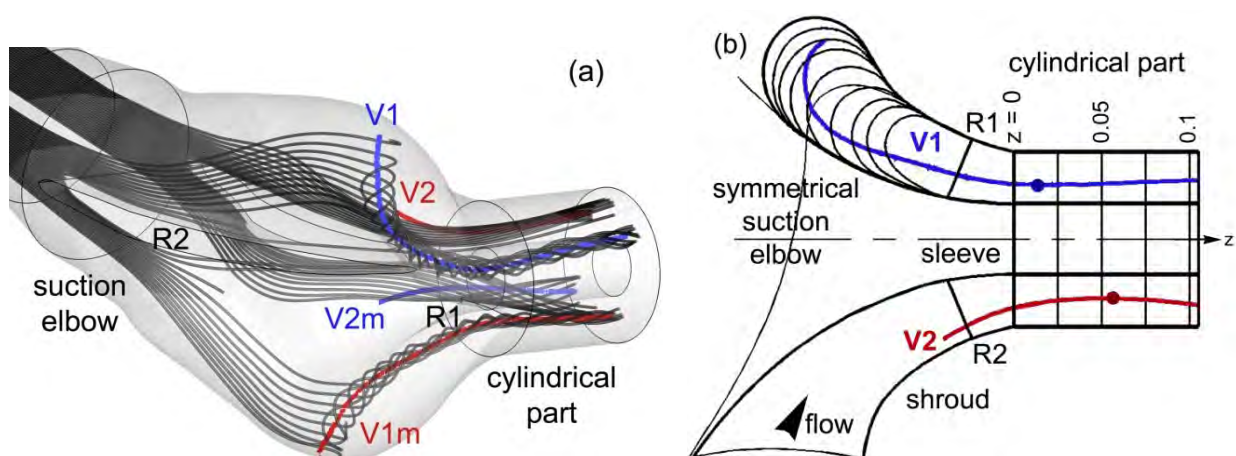 (a)
V1
V2
R2
suction
elbow
V2m
R1
cylindrical
part
V1m
(b)
cylindrical part
z = 0
0.05
0.1
R1
V1
symmetrical
suction
elbow
sleeve
z
V2
R2
shroud
flow